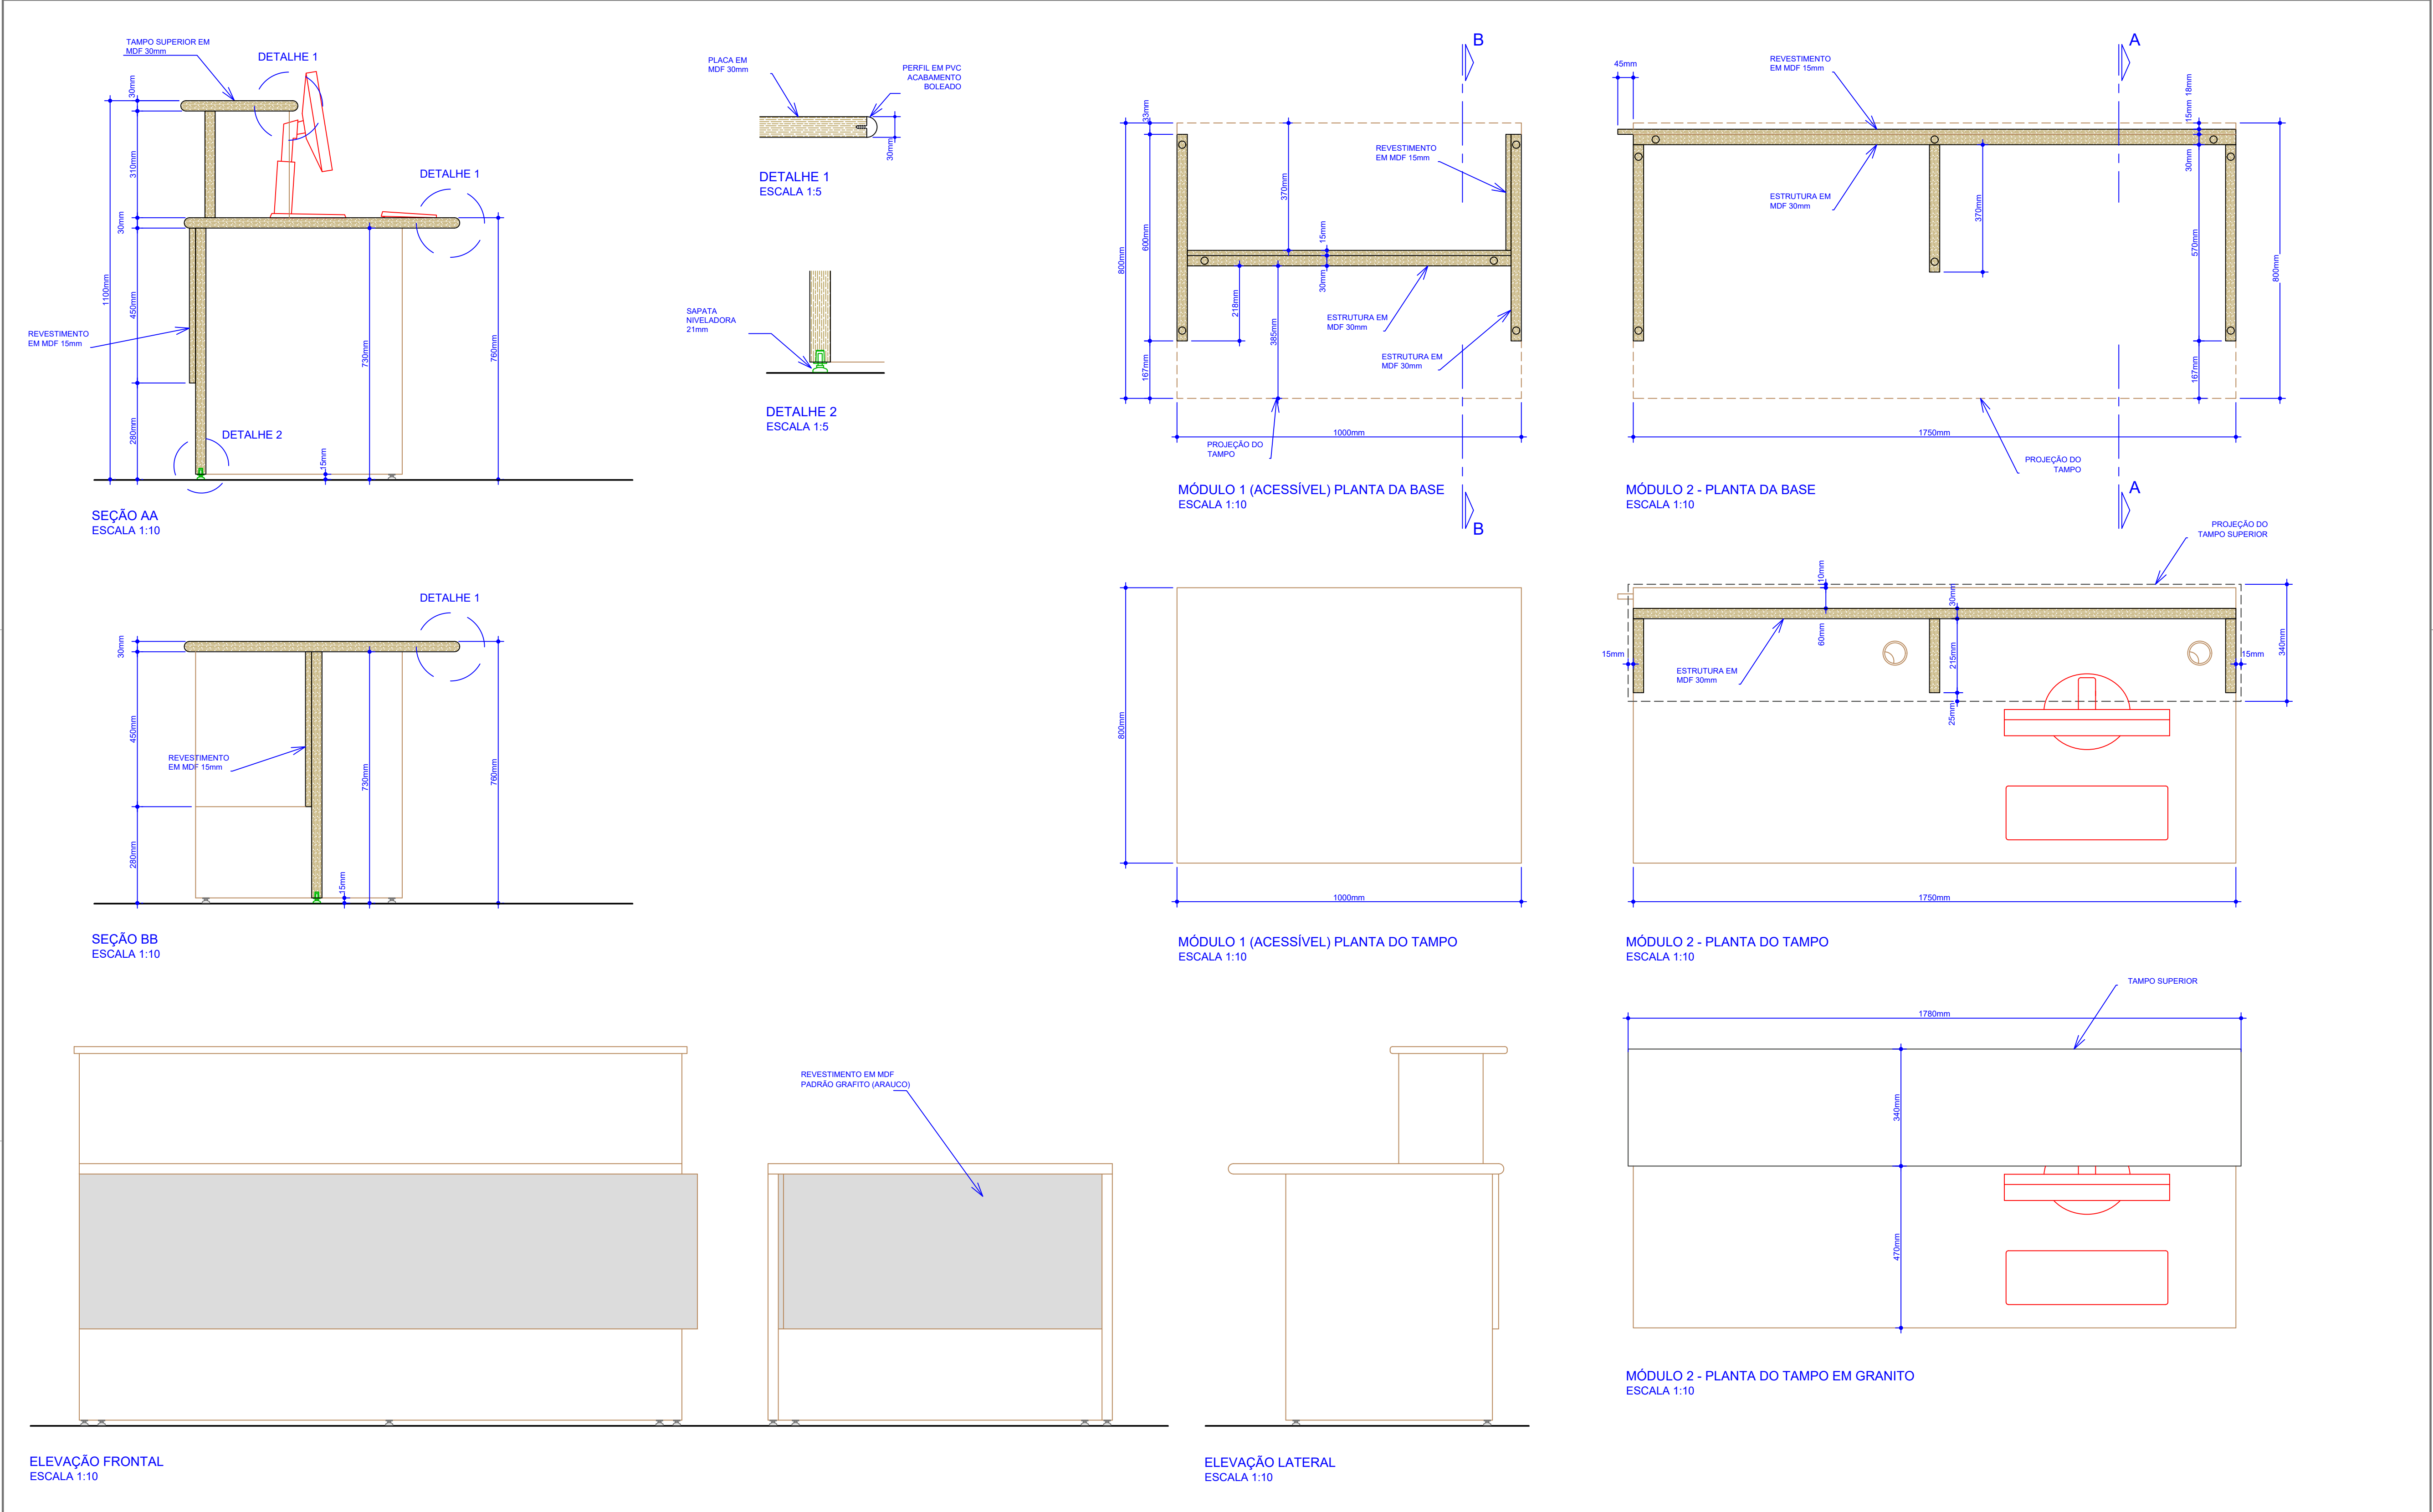 TAMPO SUPERIOR EM
MDF 30mm
DETALHE 1
30mm
310mm
30mm
1100mm
450mm
280mm
REVESTIMENTO
EM MDF 15mm
DETALHE 1
DETALHE 2
15mm
730mm
760mm
SEÇÃO AA
ESCALA 1:10
PLACA EM
MDF 30mm
PERFIL EM PVC
ACABAMENTO
BOLEADO
30mm
DETALHE 1
ESCALA 1:5
SAPATA
NIVELADORA
21mm
DETALHE 2
ESCALA 1:5
B
33mm
800mm
600mm
167mm
370mm
REVESTIMENTO
EM MDF 15mm
15mm
30mm
218mm
385mm
ESTRUTURA EM
MDF 30mm
ESTRUTURA EM
MDF 30mm
1000mm
PROJEÇÃO DO
TAMPO
MÓDULO 1 (ACESSÍVEL) PLANTA DA BASE
ESCALA 1:10
B
A
45mm
REVESTIMENTO
EM MDF 15mm
15mm 18mm
30mm
ESTRUTURA EM
MDF 30mm
370mm
570mm
800mm
167mm
1750mm
PROJEÇÃO DO
TAMPO
MÓDULO 2 - PLANTA DA BASE
ESCALA 1:10
A
DETALHE 1
30mm
450mm
280mm
REVESTIMENTO
EM MDF 15mm
15mm
730mm
760mm
SEÇÃO BB
ESCALA 1:10
800mm
1000mm
MÓDULO 1 (ACESSÍVEL) PLANTA DO TAMPO
ESCALA 1:10
PROJEÇÃO DO
TAMPO SUPERIOR
10mm
60mm
30mm
215mm
25mm
15mm
15mm
340mm
ESTRUTURA EM
MDF 30mm
1750mm
MÓDULO 2 - PLANTA DO TAMPO
ESCALA 1:10
REVESTIMENTO EM MDF
PADRÃO GRAFITO (ARAUCO)
ELEVAÇÃO FRONTAL
ESCALA 1:10
ELEVAÇÃO LATERAL
ESCALA 1:10
TAMPO SUPERIOR
1780mm
340mm
470mm
MÓDULO 2 - PLANTA DO TAMPO EM GRANITO
ESCALA 1:10